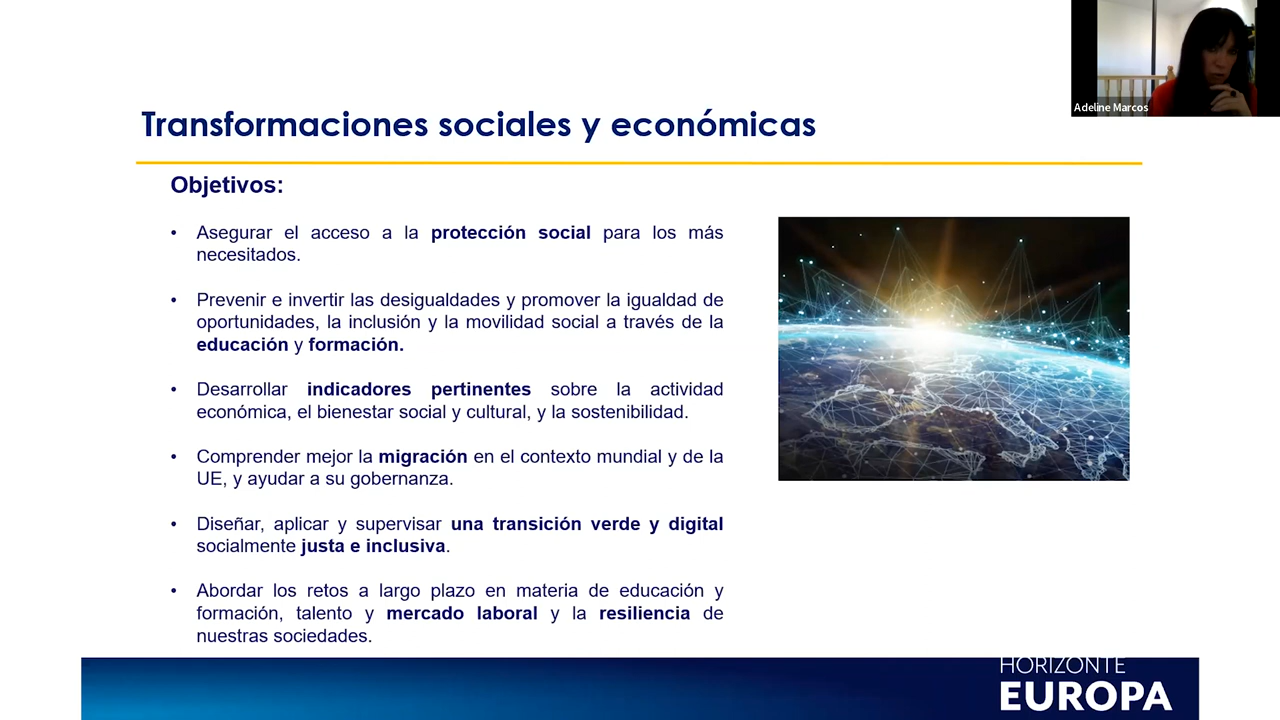 Adeline Marcos
Transformaciones sociales y económicas
Objetivos:
• Asegurar el acceso a la protección social para los más
necesitados.
• Prevenir e invertir las desigualdades y promover la igualdad de
oportunidades, la inclusión y la movilidad social a través de la
educación y formación.
• Desarrollar indicadores pertinentes sobre la actividad
económica, el bienestar social y cultural, y la sostenibilidad.
• Comprender mejor la migración en el contexto mundial y de la
UE, y ayudar a su gobernanza.
• Diseñar, aplicar y supervisar una transición verde y digital
socialmente justa e inclusiva.
• Abordar los retos a largo plazo en materia de educación y
formación, talento y mercado laboral y la resiliencia de
nuestras sociedades.
HORIZONTE
EUROPA